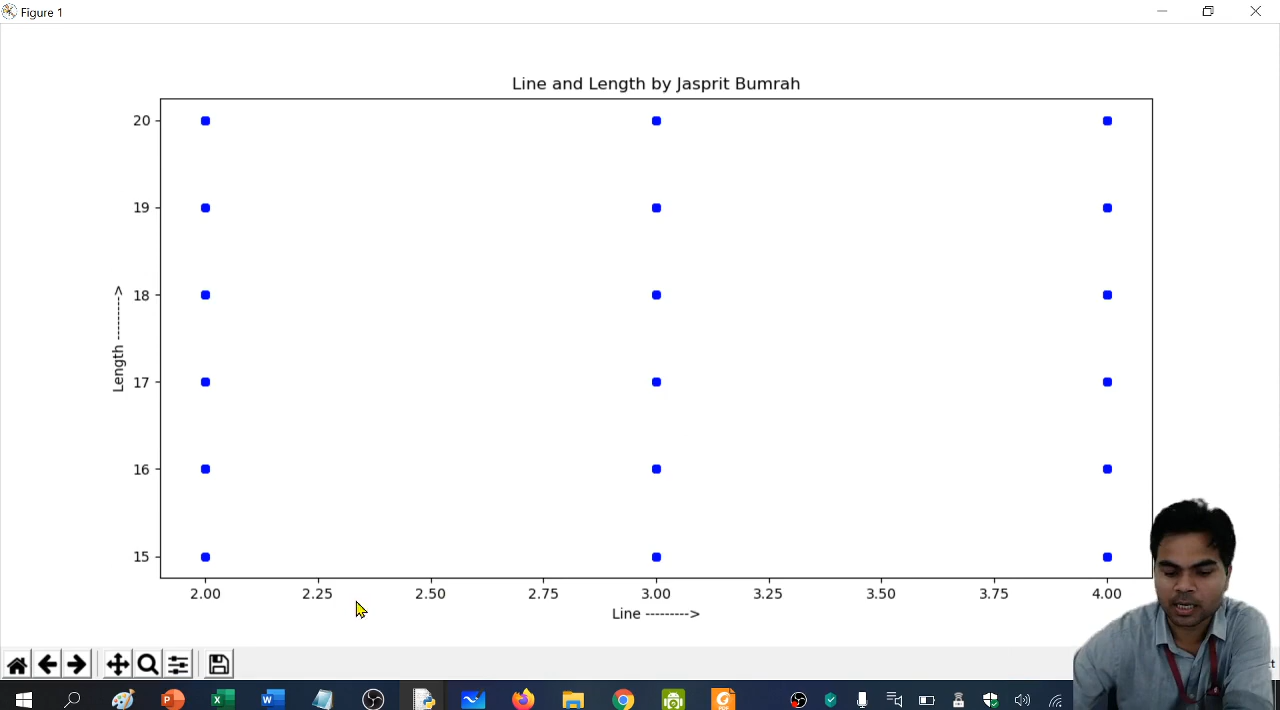 Figure 1
Line and Length by Jasprit Bumrah
20
19
18
17
16
15
Length ---------->
2.00 2.25 2.50 2.75 3.00 3.25 3.50 3.75 4.00
Line --------->